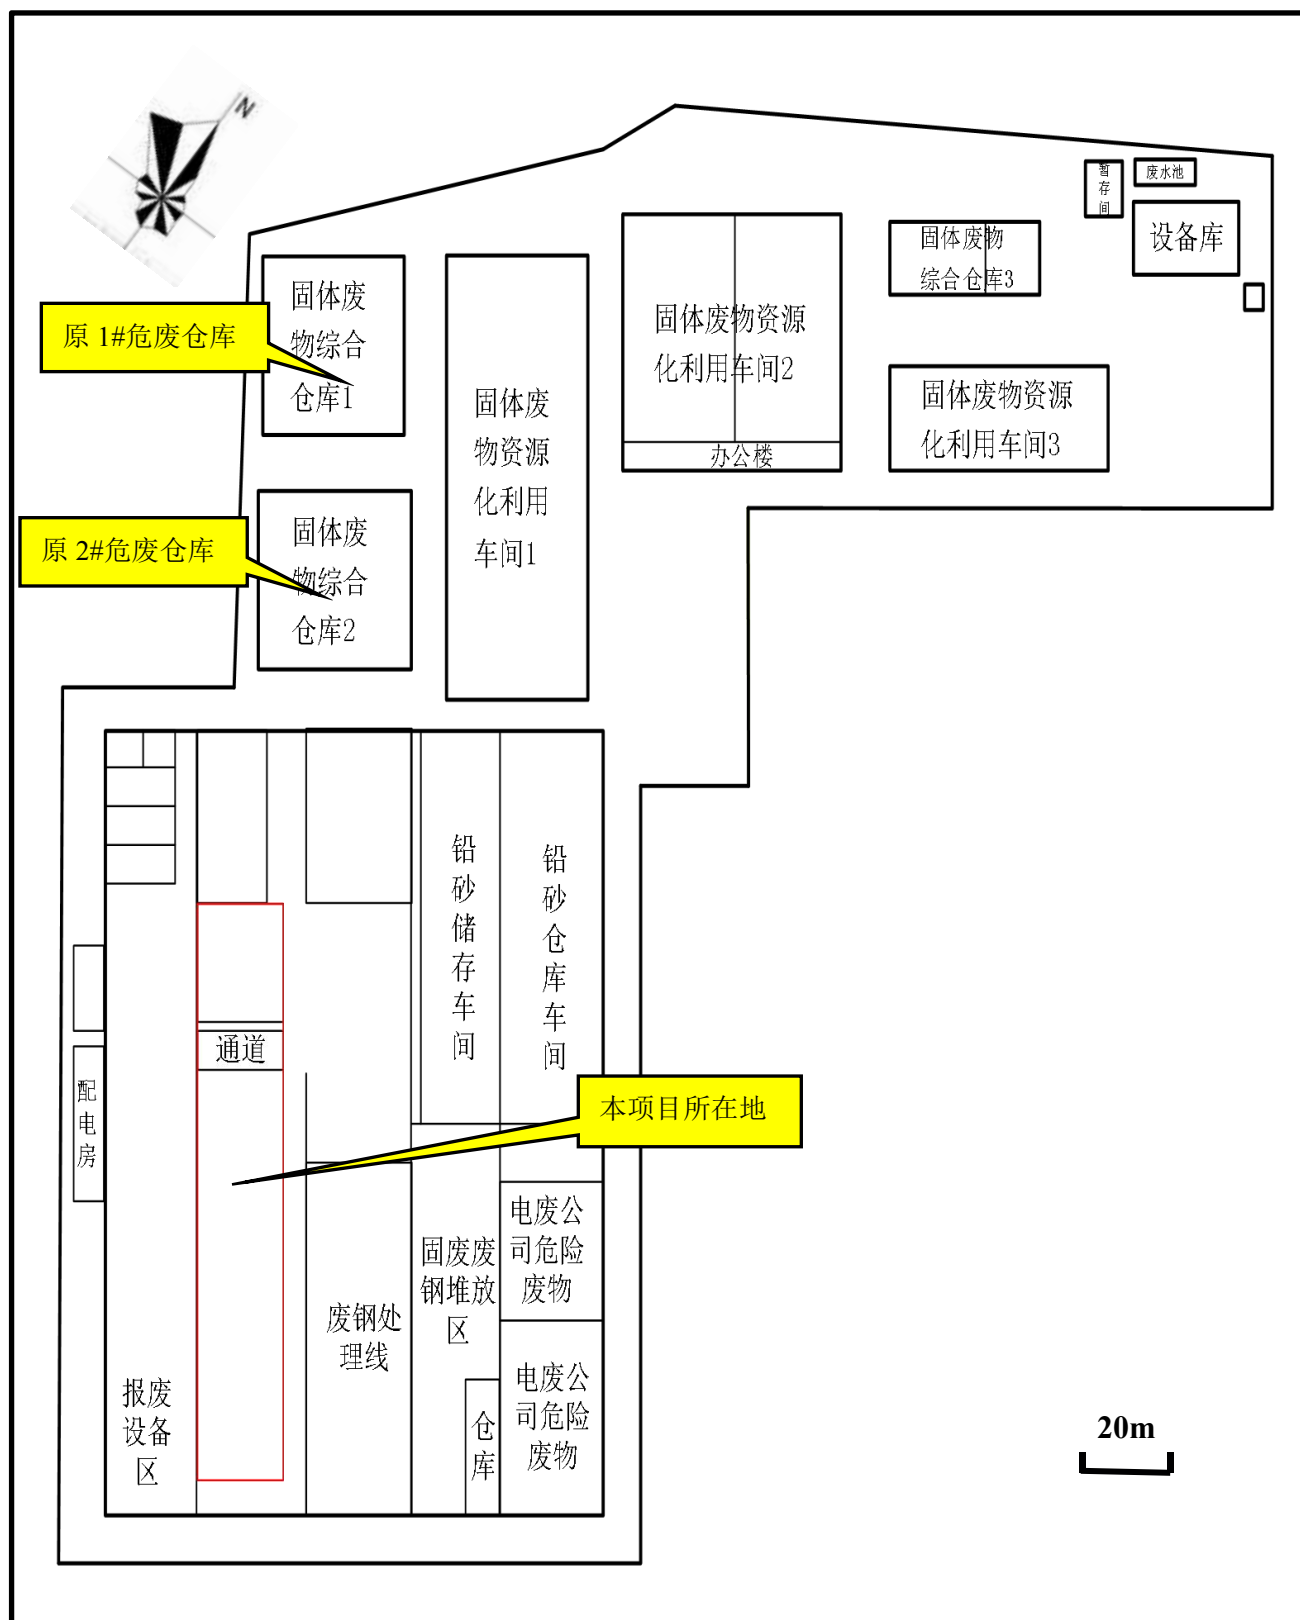 N
暂
存
间
废水池
设备库
固体废物
综合仓库3
固体废
物综合
仓库1
原 1#危废仓库
固体废物资源
化利用车间2
办公楼
固体废物资源
化利用车间3
固体废
物资源
化利用
车间1
原 2#危废仓库
固体废
物综合
仓库2
铅
砂
储
存
车
间
铅
砂
仓
库
车
间
通道
配
电
房
本项目所在地
电废公
司危险
废物
固废废
钢堆放
区
废钢处
理线
电废公
司危险
废物
报废
设备
区
仓
库
20m